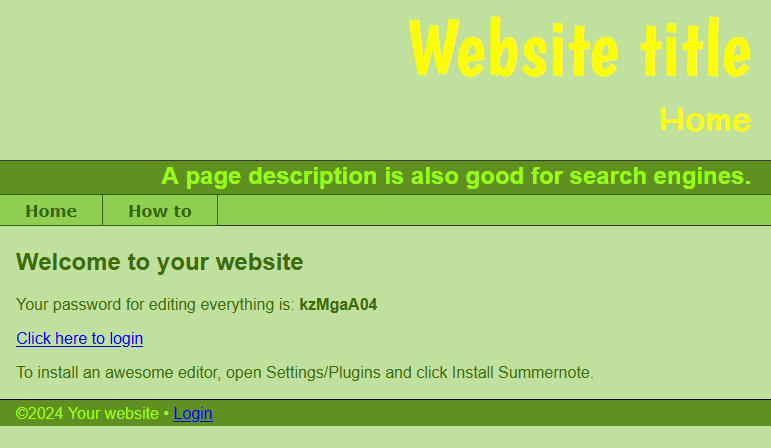 Website title
Home
A page description is also good for search engines.
Home How to
Welcome to your website
Your password for editing everything is: kzMgaA04
Click here to login
To install an awesome editor, open Settings/Plugins and click Install Summernote.
©2024 Your website • Login